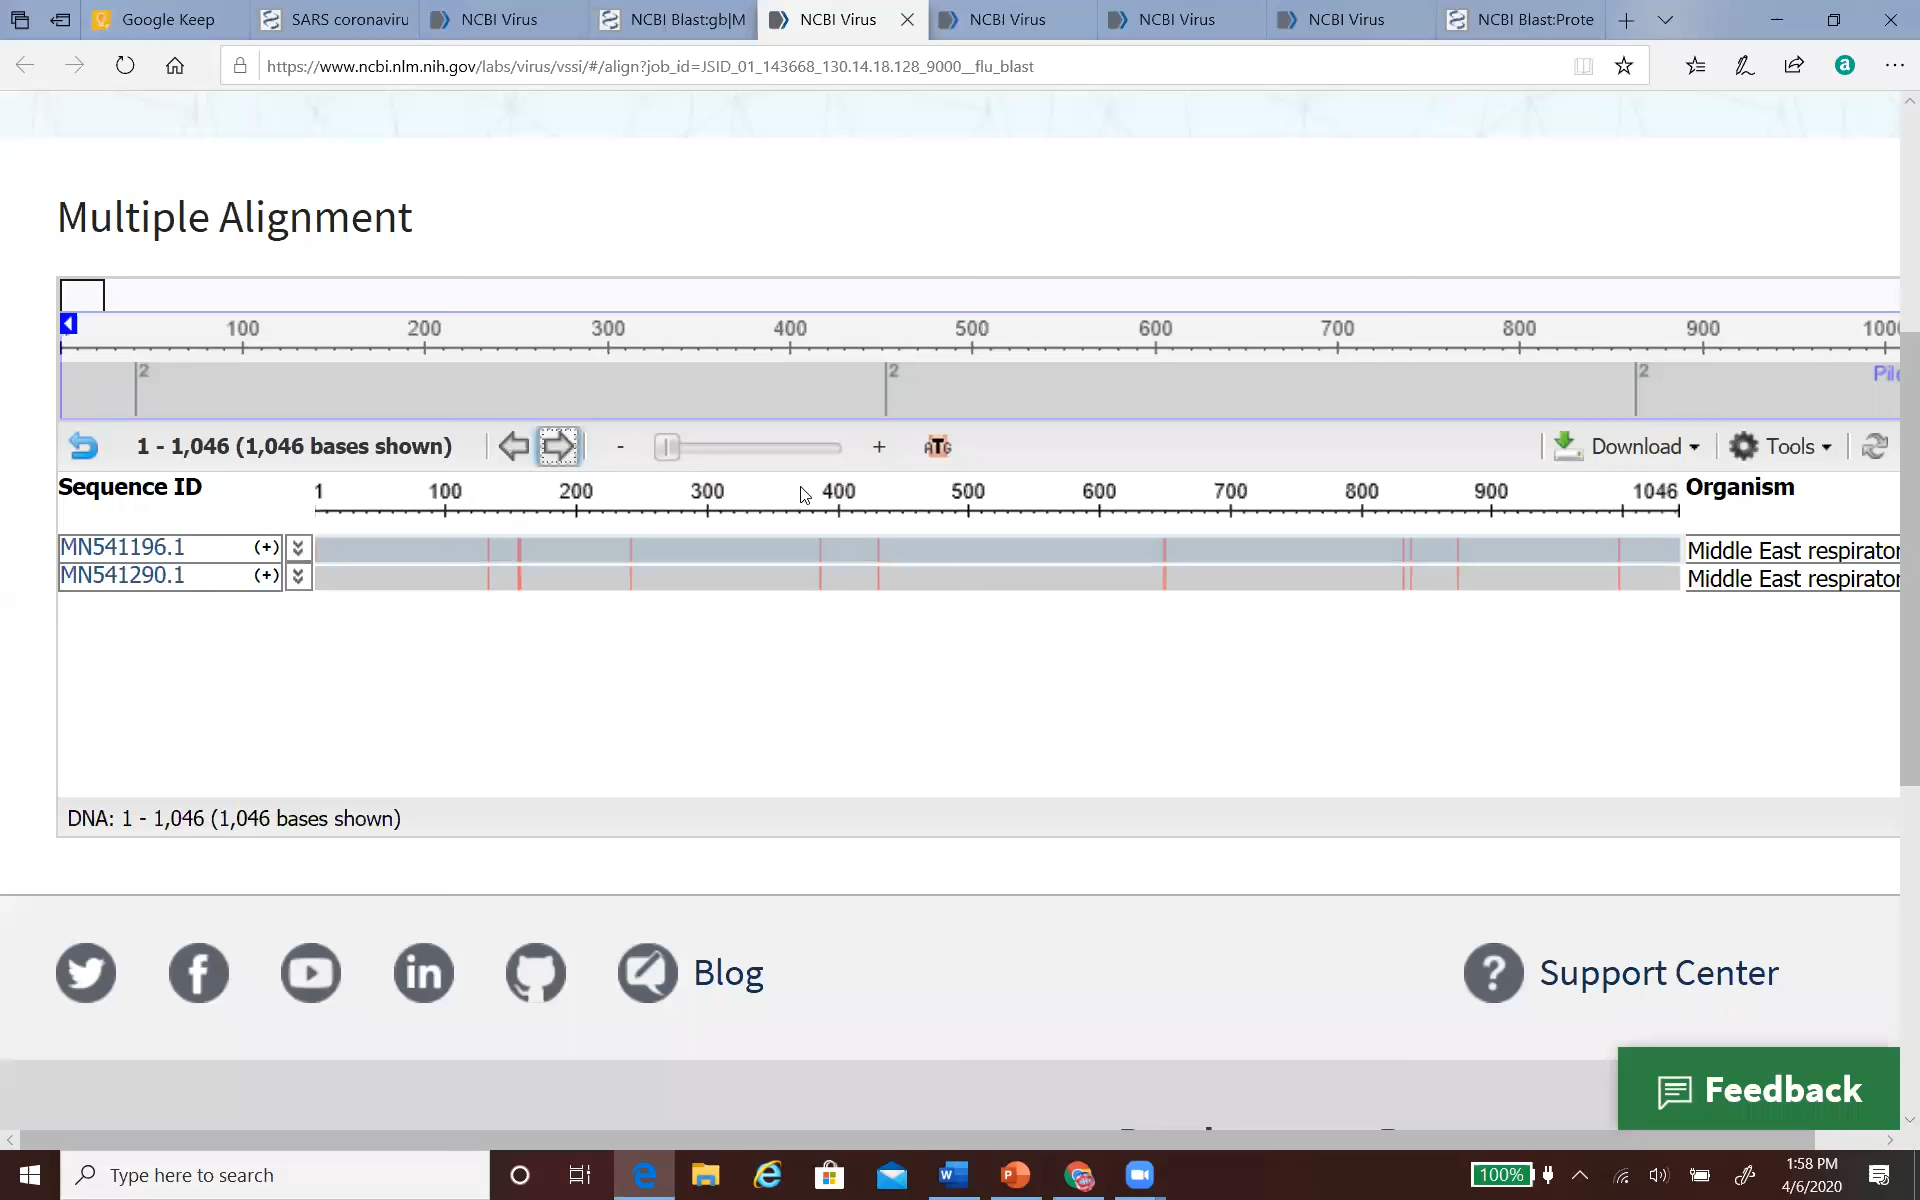 Google Keep SARS coronaviru NCBI Virus NCBI Blast:gb|M NCBI Virus NCBI Virus NCBI Virus NCBI Virus NCBI Blast:Prote
https://www.ncbi.nlm.nih.gov/labs/virus/vssi/#/align?job_id=JSID_01_143668_130.14.18.128_9000__flu_blast
Multiple Alignment
100 200 300 400 500 600 700 800 900 1000
2 2 2
1 - 1,046 (1,046 bases shown) - + ATG Download Tools
Sequence ID 1 100 200 300 400 500 600 700 800 900 1046 Organism
MN541196.1 (+) Middle East respirator
MN541290.1 (+) Middle East respirator
DNA: 1 - 1,046 (1,046 bases shown)
Blog Support Center
Feedback
Type here to search 100% 1:58 PM
4/6/2020